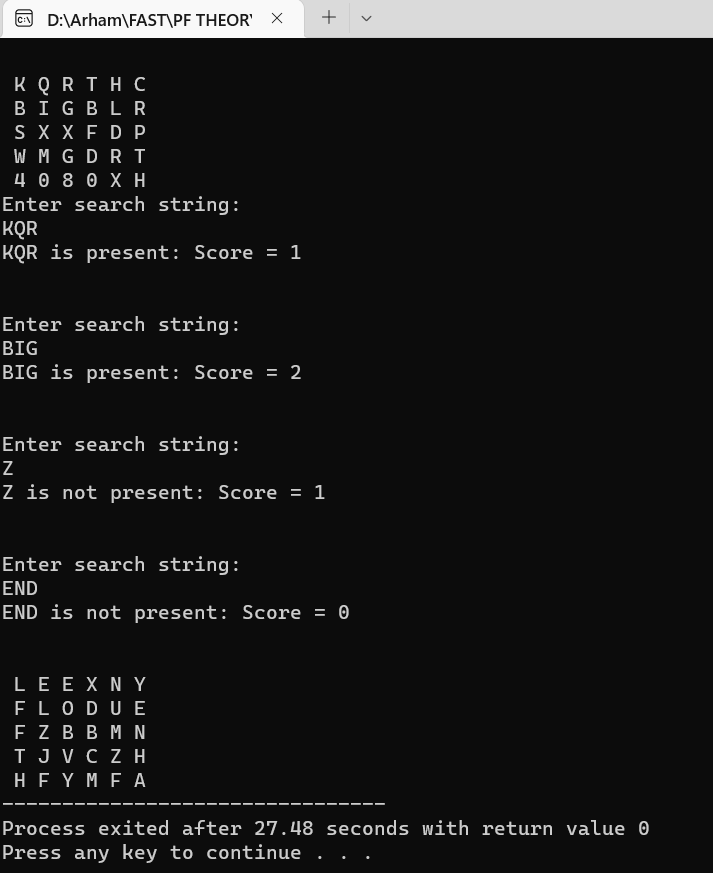 D:\Arham\FAST\PF THEOR
K Q R T H C
B I G B L R
S X X F D P
W M G D R T
4 0 8 0 X H
Enter search string:
KQR
KQR is present: Score = 1
Enter search string:
BIG
BIG is present: Score = 2
Enter search string:
Z
Z is not present: Score = 1
Enter search string:
END
END is not present: Score = 0
L E E X N Y
F L O D U E
F Z B B M N
T J V C Z H
H F Y M F A
--------------------------------
Process exited after 27.48 seconds with return value 0
Press any key to continue . . .